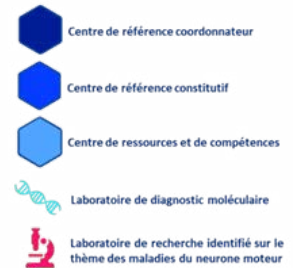 Centre de référence coordonnateur
Centre de référence constitutif
Centre de ressources et de compétences
Laboratoire de diagnostic moléculaire
Laboratoire de recherche identifié sur le
thème des maladies du neurone moteur